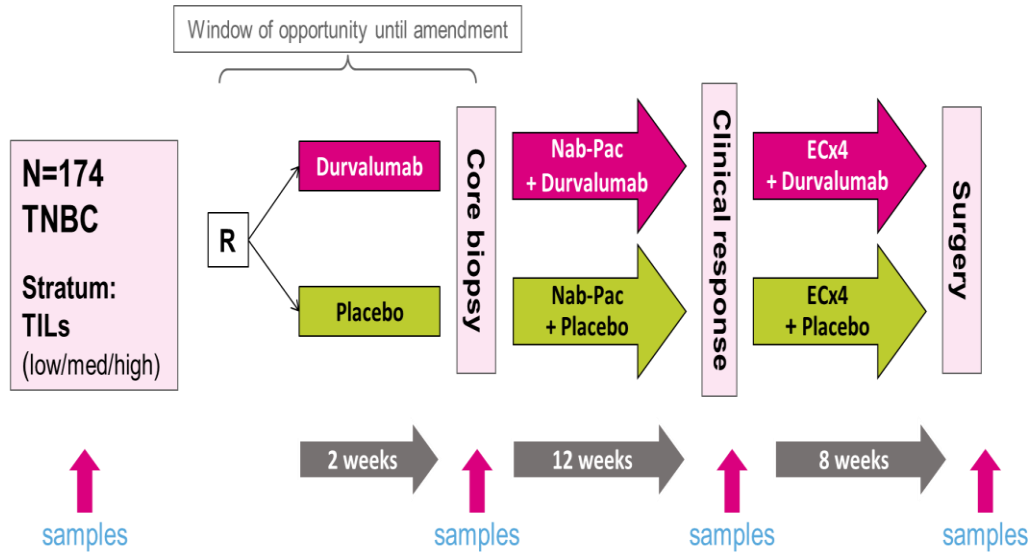 Window of opportunity until amendment
N=174
TNBC
Stratum:
TILs
(low/med/high)
R
Durvalumab
Placebo
Core biopsy
Nab-Pac
+ Durvalumab
Nab-Pac
+ Placebo
Clinical response
ECx4
+ Durvalumab
ECx4
+ Placebo
Surgery
2 weeks
12 weeks
8 weeks
samples
samples
samples
samples